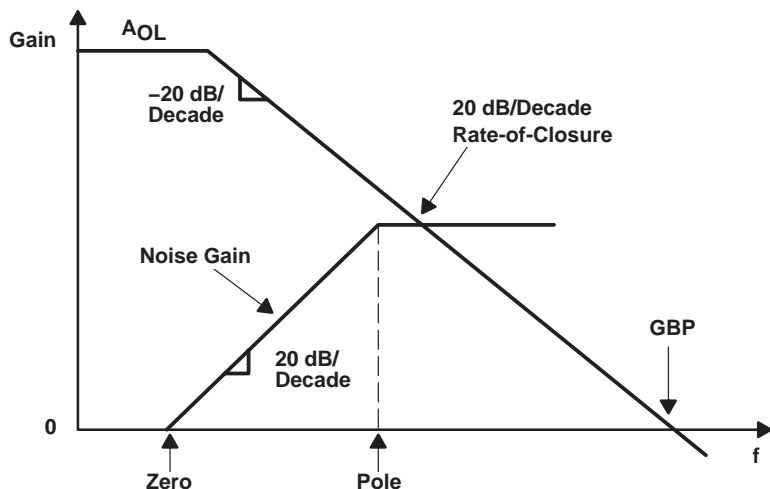 Gain
AOL
–20 dB/
Decade
20 dB/Decade
Rate-of-Closure
Noise Gain
GBP
20 dB/
Decade
0
f
Zero
Pole